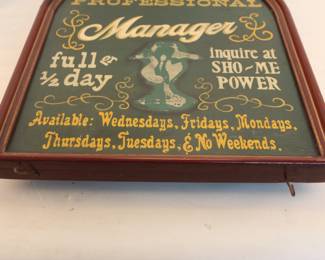 PROFESSIONAL
Manager
full or
1/2 day
inquire at
SHO-ME
POWER
Available: Wednesdays, Fridays, Mondays,
Thursdays, Tuesdays, & No Weekends.